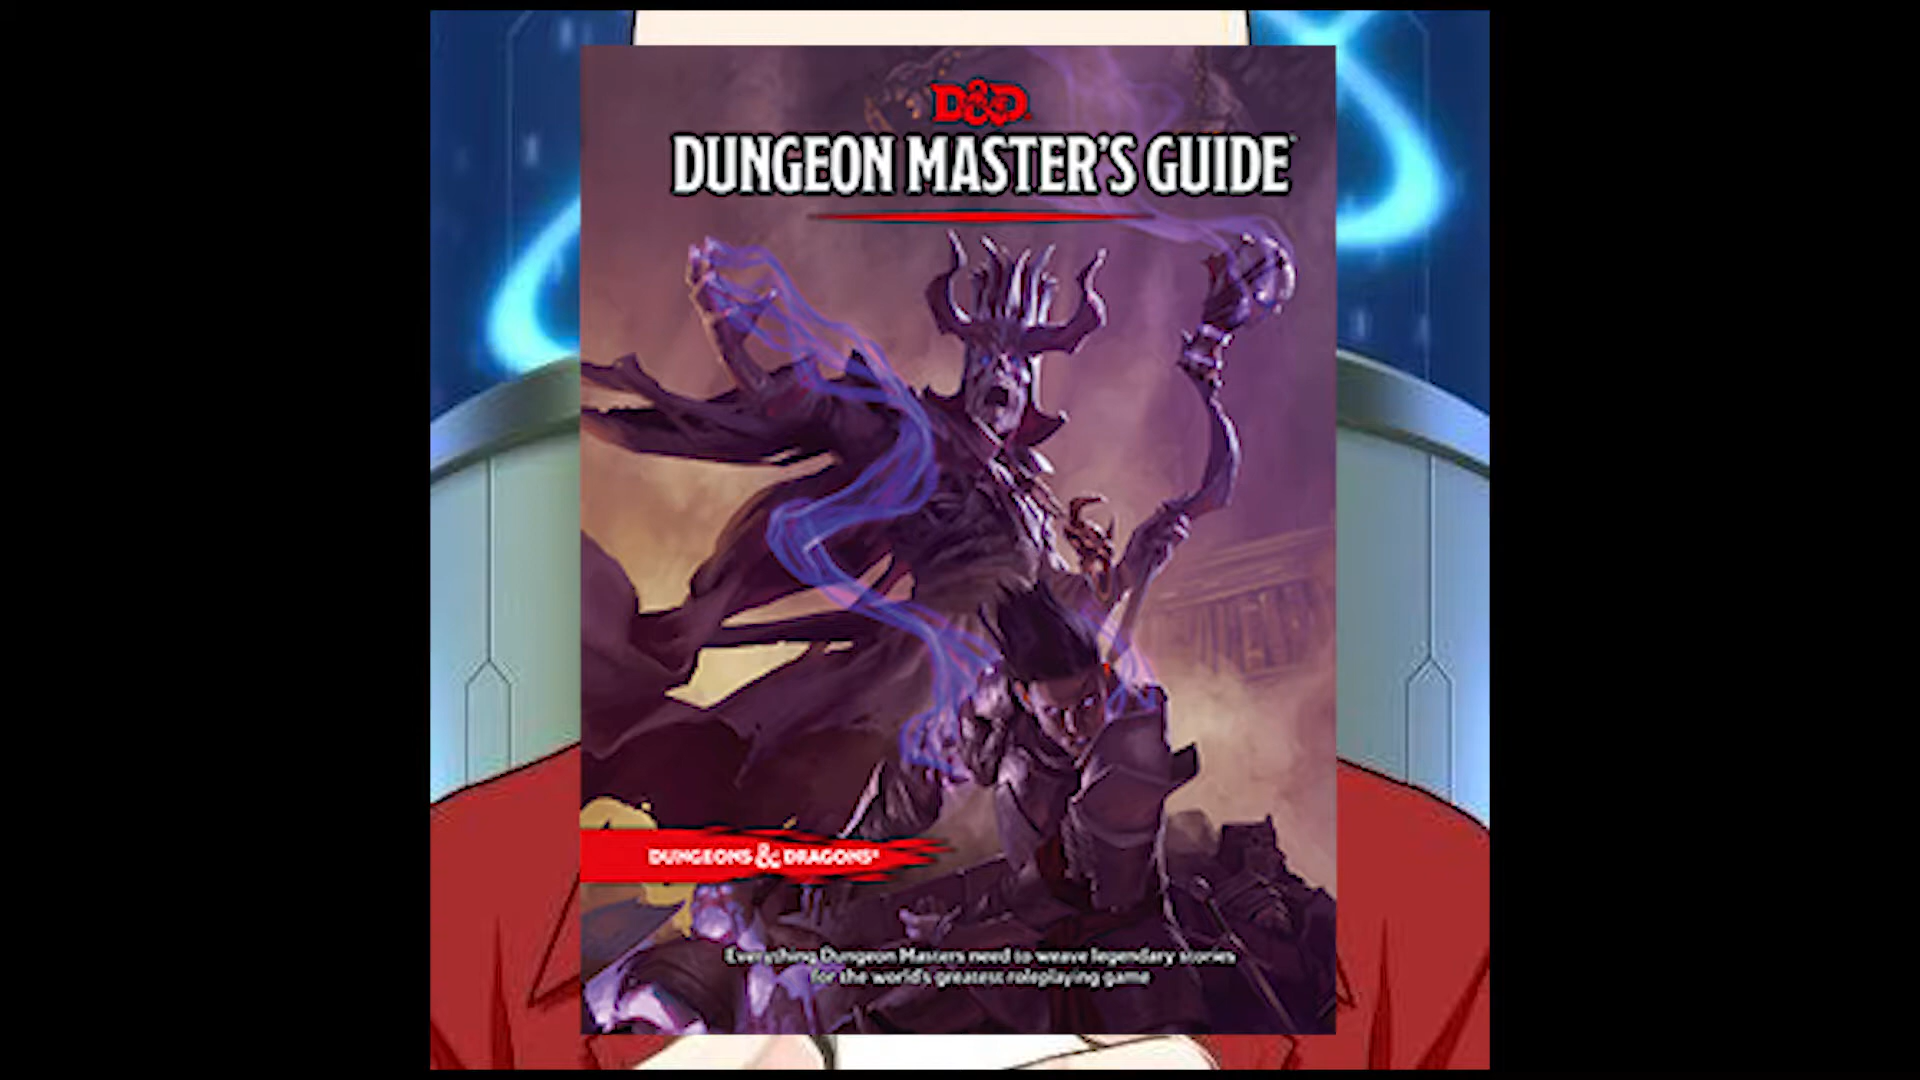 D&D
DUNGEON MASTER'S GUIDE
DUNGEONS & DRAGONS®
Everything Dungeon Masters need to weave legendary stories
for the world's greatest roleplaying game